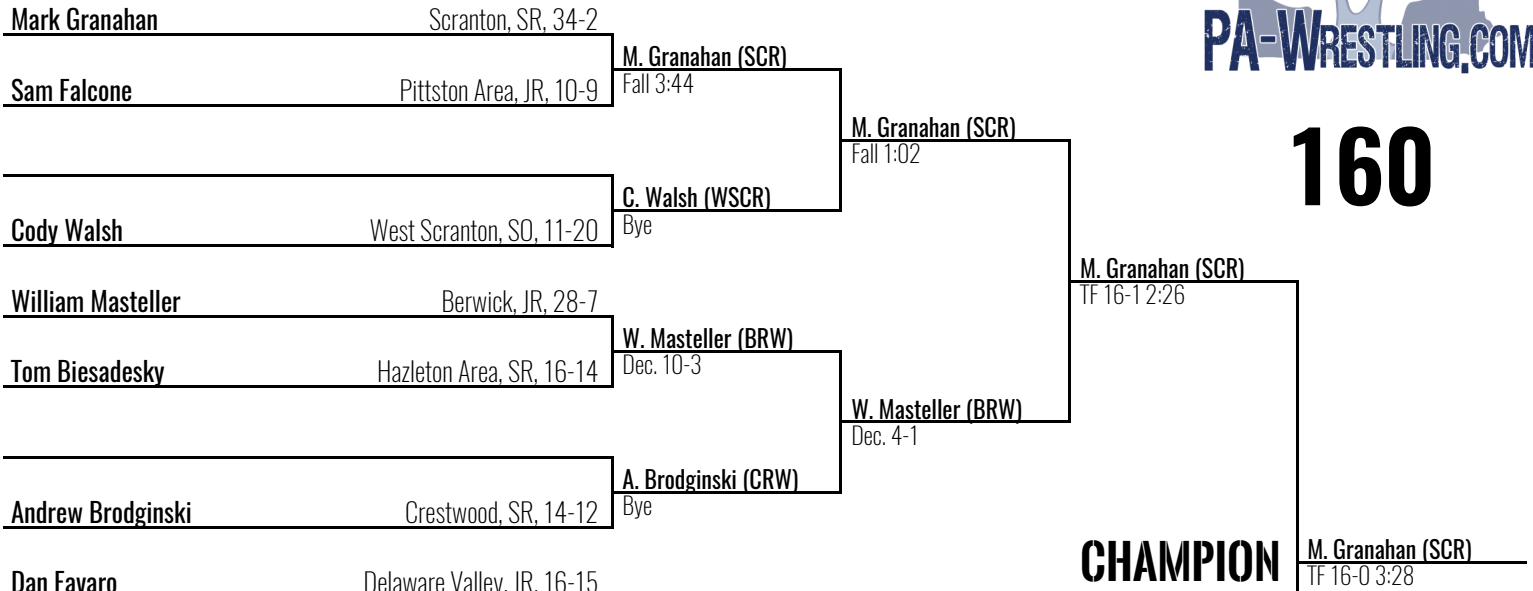 Mark Granahan Scranton, SR, 34-2
M. Granahan (SCR)
Fall 3:44
Sam Falcone Pittston Area, JR, 10-9
M. Granahan (SCR)
Fall 1:02
C. Walsh (WSCR)
Bye
Cody Walsh West Scranton, SO, 11-20
M. Granahan (SCR)
TF 16-1 2:26
William Masteller Berwick, JR, 28-7
W. Masteller (BRW)
Dec. 10-3
Tom Biesadesky Hazleton Area, SR, 16-14
W. Masteller (BRW)
Dec. 4-1
A. Brodginski (CRW)
Bye
Andrew Brodginski Crestwood, SR, 14-12
Dan Favaro Delaware Valley, JR, 16-15
PA-WRESTLING.COM
160
CHAMPION
M. Granahan (SCR)
TF 16-0 3:28